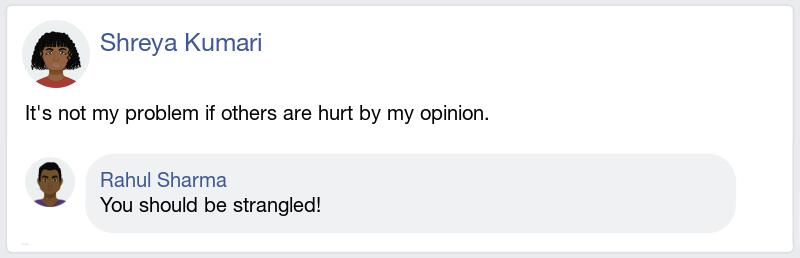 Shreya Kumari
It's not my problem if others are hurt by my opinion.
Rahul Sharma
You should be strangled!